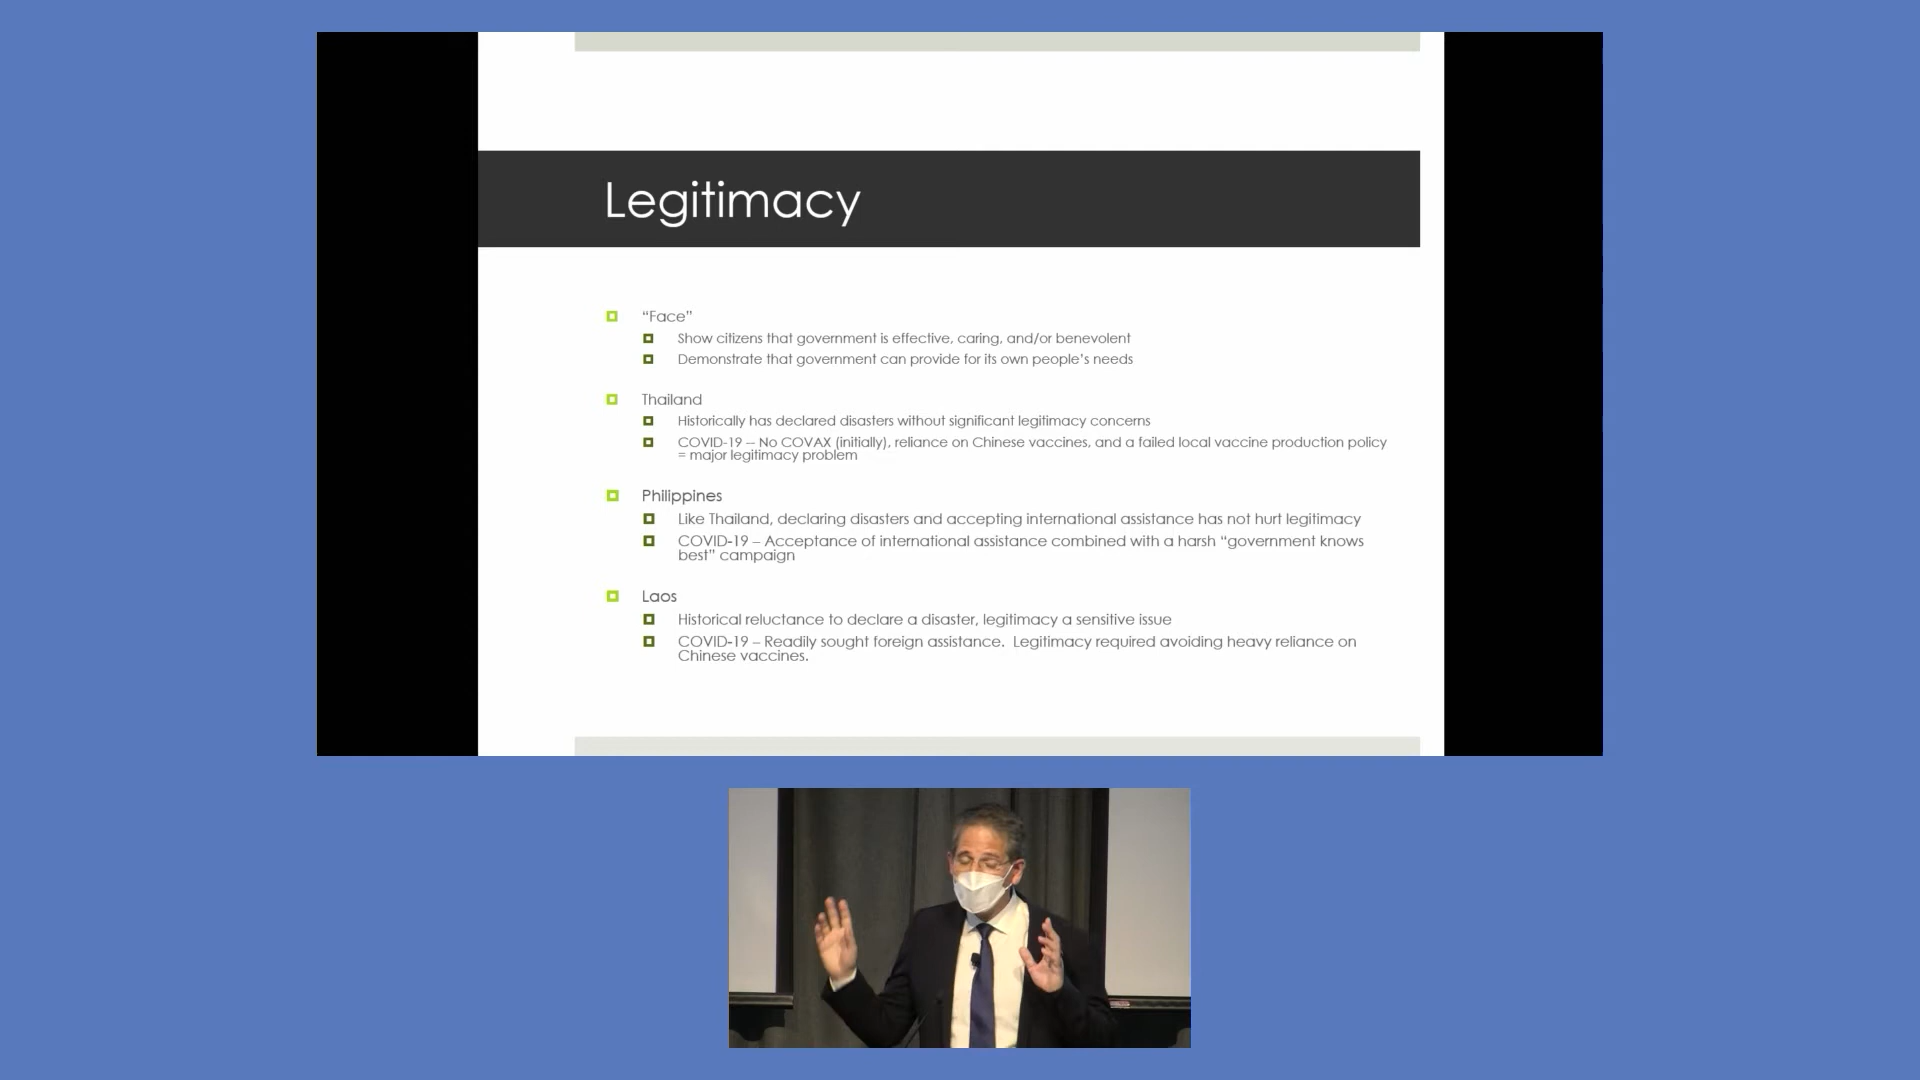 Legitimacy
“Face”
Show citizens that government is effective, caring, and/or benevolent
Demonstrate that government can provide for its own people’s needs
Thailand
Historically has declared disasters without significant legitimacy concerns
COVID-19 -- No COVAX (initially), reliance on Chinese vaccines, and a failed local vaccine production policy
= major legitimacy problem
Philippines
Like Thailand, declaring disasters and accepting international assistance has not hurt legitimacy
COVID-19 – Acceptance of international assistance combined with a harsh “government knows
best” campaign
Laos
Historical reluctance to declare a disaster, legitimacy a sensitive issue
COVID-19 – Readily sought foreign assistance.  Legitimacy required avoiding heavy reliance on
Chinese vaccines.